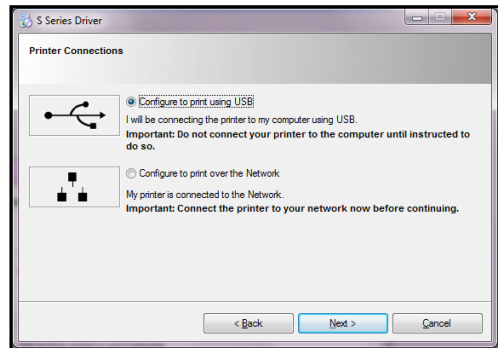 S Series Driver
Printer Connections
Configure to print using USB
I will be connecting the printer to my computer using USB.
Important: Do not connect your printer to the computer until instructed to
do so.
Configure to print over the Network
My printer is connected to the Network.
Important: Connect the printer to your network now before continuing.
< Back
Next >
Cancel